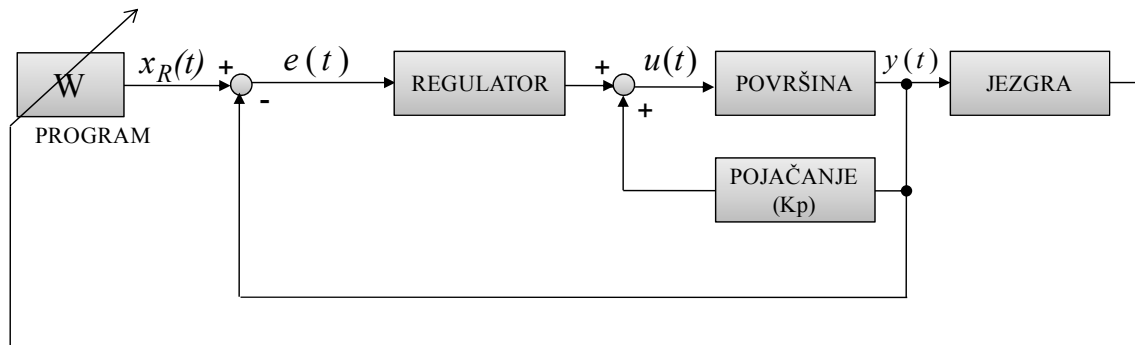 W
PROGRAM
x_R(t)
+
-
e(t)
REGULATOR
+
+
u(t)
POVRŠINA
y(t)
JEZGRA
POJAČANJE
(Kp)